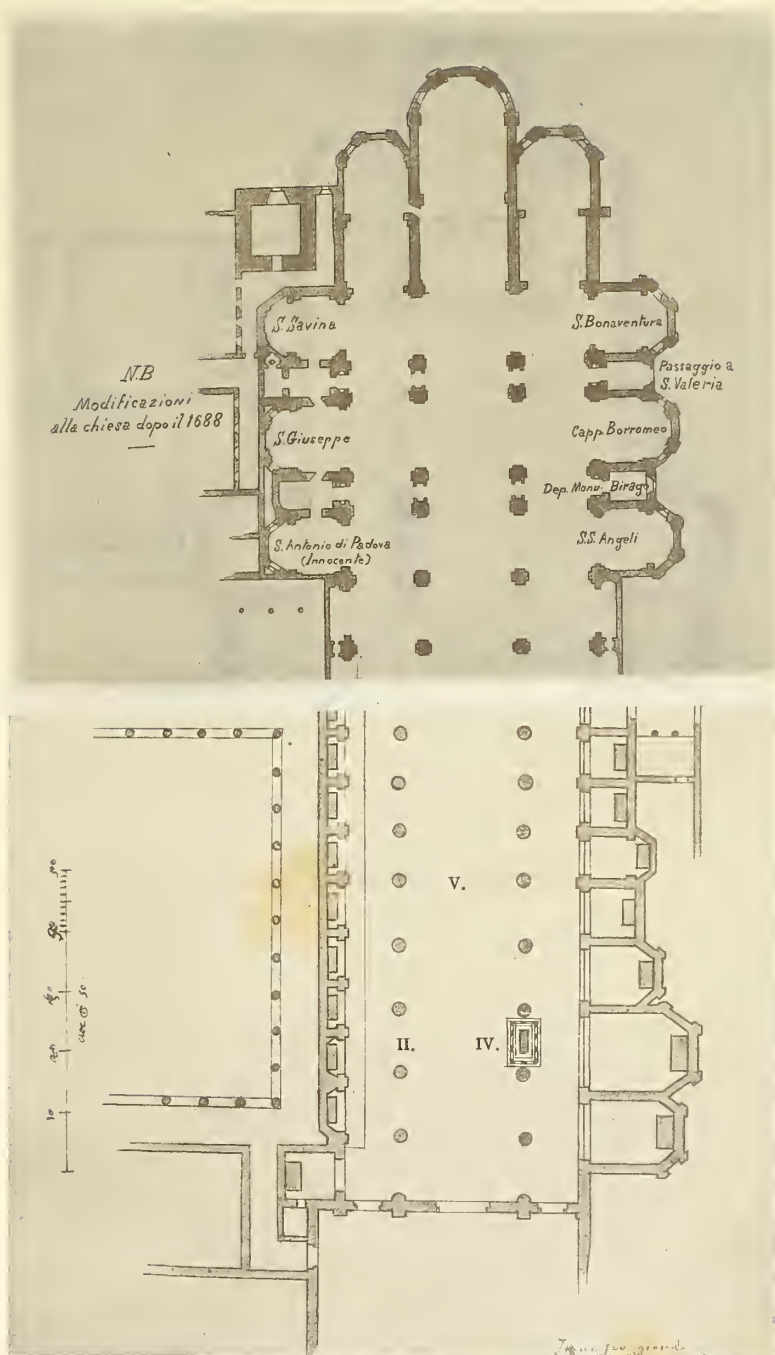 S. Savina
S. Bonaventura
N.B
Modificazioni
alla chiesa dopo il 1688
Passaggio a
S. Valeria
S. Giuseppe
Capp. Borromeo
Dep. Monu. Birago
S. Antonio di Padova
(Innocente)
S.S. Angeli
V.
II.
IV.
50
20
10